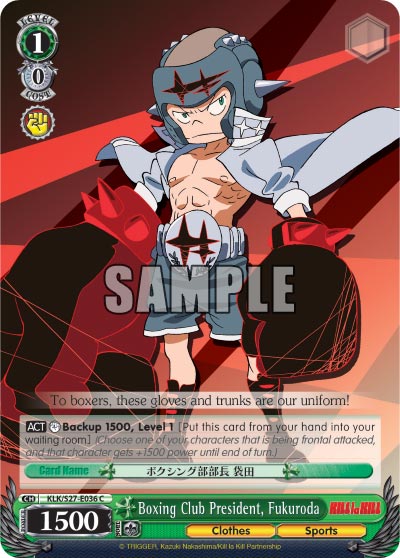 LEVEL
1
0
COST
SAMPLE
To boxers, these gloves and trunks are our uniform!
ACT Backup 1500, Level 1 [Put this card from your hand into your
waiting room] (Choose one of your characters that is being frontal attacked,
and that character gets +1500 power until end of turn.)
Card Name
ボクシング部部長 袋田
CH KLK/S27-E036 C
POWER
1500
SOUL
Boxing Club President, Fukuroda
KILL la KILL
Clothes
Sports
© TRIGGER, Kazuki Nakashima/Kill la Kill Partnership